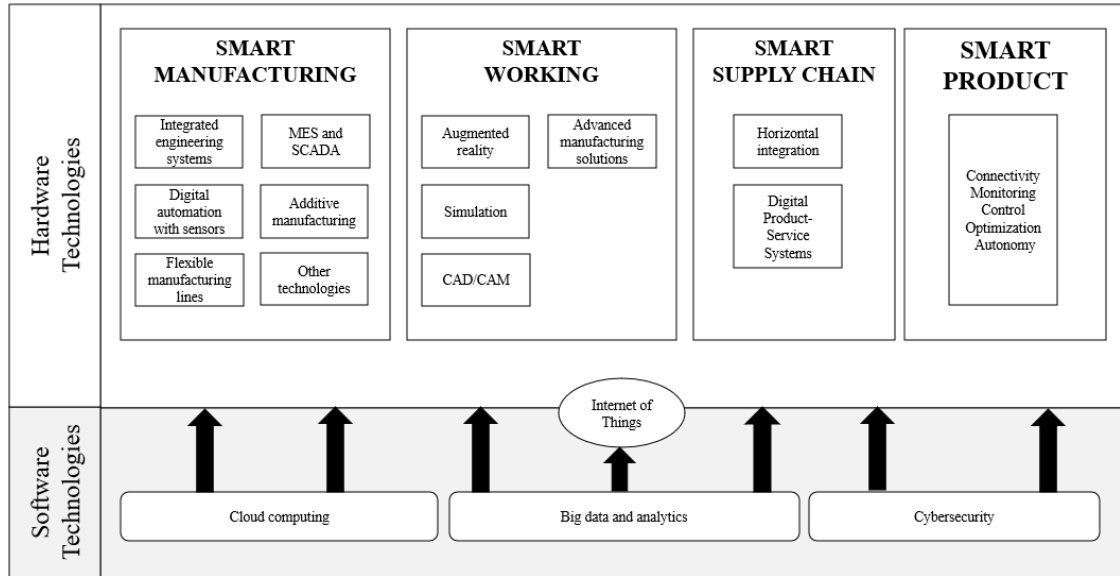 Hardware
Technologies
SMART
MANUFACTURING
Integrated
engineering
systems
MES and
SCADA
Digital
automation
with sensors
Additive
manufacturing
Flexible
manufacturing
lines
Other
technologies
SMART
WORKING
Augmented
reality
Advanced
manufacturing
solutions
Simulation
CAD/CAM
SMART
SUPPLY CHAIN
Horizontal
integration
Digital
Product-
Service
Systems
SMART
PRODUCT
Connectivity
Monitoring
Control
Optimization
Autonomy
Internet of
Things
Software
Technologies
Cloud computing
Big data and analytics
Cybersecurity